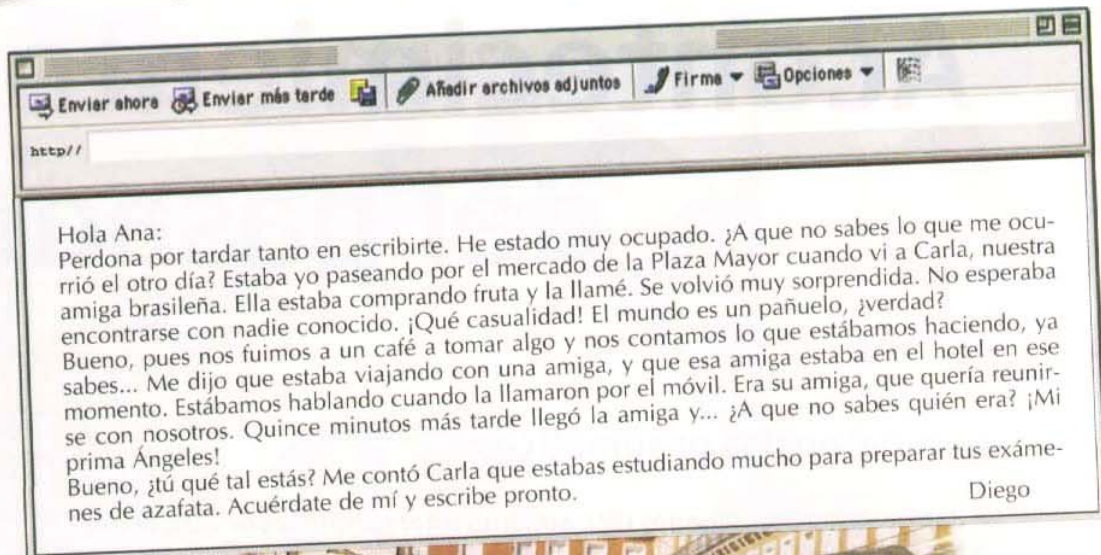 Enviar ahora Enviar más tarde Añadir archivos adjuntos Firma Opciones
http//
Hola Ana:
Perdona por tardar tanto en escribirte. He estado muy ocupado. ¿A que no sabes lo que me ocu-
rrió el otro día? Estaba yo paseando por el mercado de la Plaza Mayor cuando vi a Carla, nuestra
amiga brasileña. Ella estaba comprando fruta y la llamé. Se volvió muy sorprendida. No esperaba
encontrarse con nadie conocido. ¡Qué casualidad! El mundo es un pañuelo, ¿verdad?
Bueno, pues nos fuimos a un café a tomar algo y nos contamos lo que estábamos haciendo, ya
sabes... Me dijo que estaba viajando con una amiga, y que esa amiga estaba en el hotel en ese
momento. Estábamos hablando cuando la llamaron por el móvil. Era su amiga, que quería reunir-
se con nosotros. Quince minutos más tarde llegó la amiga y... ¿A que no sabes quién era? ¡Mi
prima Ángeles!
Bueno, ¿tú qué tal estás? Me contó Carla que estabas estudiando mucho para preparar tus exáme-
nes de azafata. Acuérdate de mí y escribe pronto.
Diego